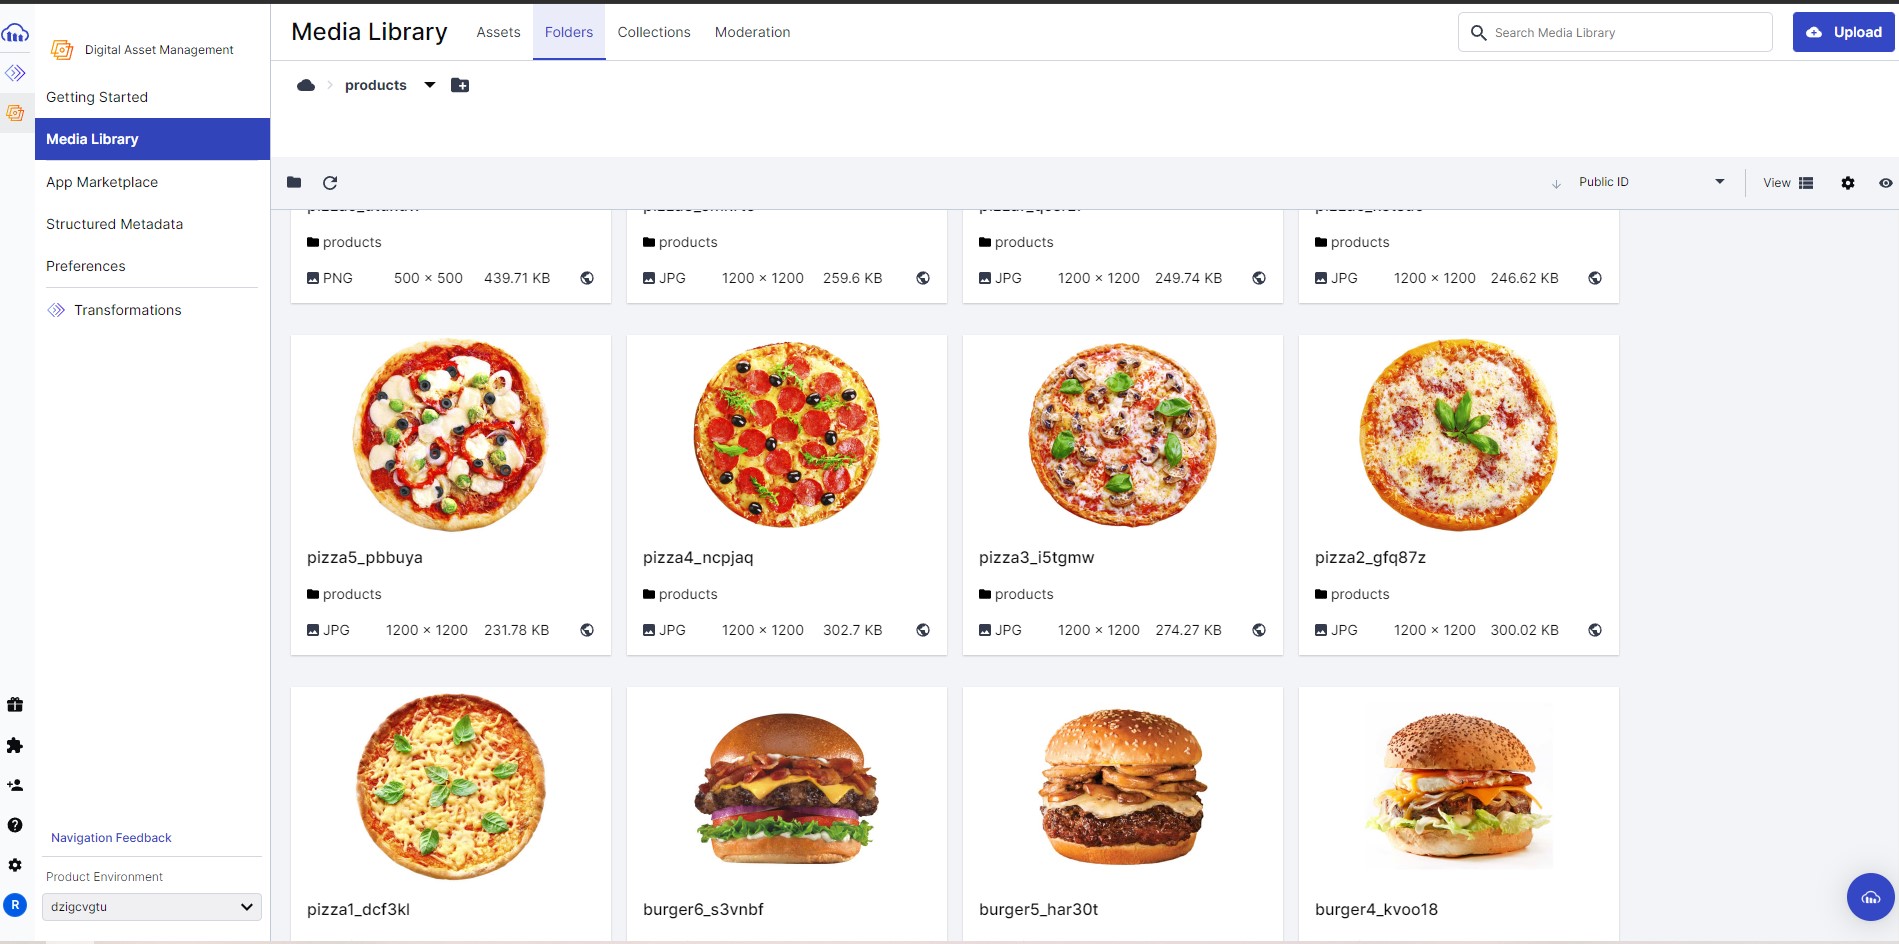 Digital Asset Management
Getting Started
Media Library
App Marketplace
Structured Metadata
Preferences
Transformations
Navigation Feedback
Product Environment
dzigcvgtu
R
Media Library Assets Folders Collections Moderation
Search Media Library
Upload
products
Public ID
View
products products products products
PNG 500 × 500 439.71 KB JPG 1200 × 1200 259.6 KB JPG 1200 × 1200 249.74 KB JPG 1200 × 1200 246.62 KB
pizza5_pbbuya pizza4_ncpjaq pizza3_i5tgmw pizza2_gfq87z
products products products products
JPG 1200 × 1200 231.78 KB JPG 1200 × 1200 302.7 KB JPG 1200 × 1200 274.27 KB JPG 1200 × 1200 300.02 KB
pizza1_dcf3kl burger6_s3vnbf burger5_har30t burger4_kvoo18